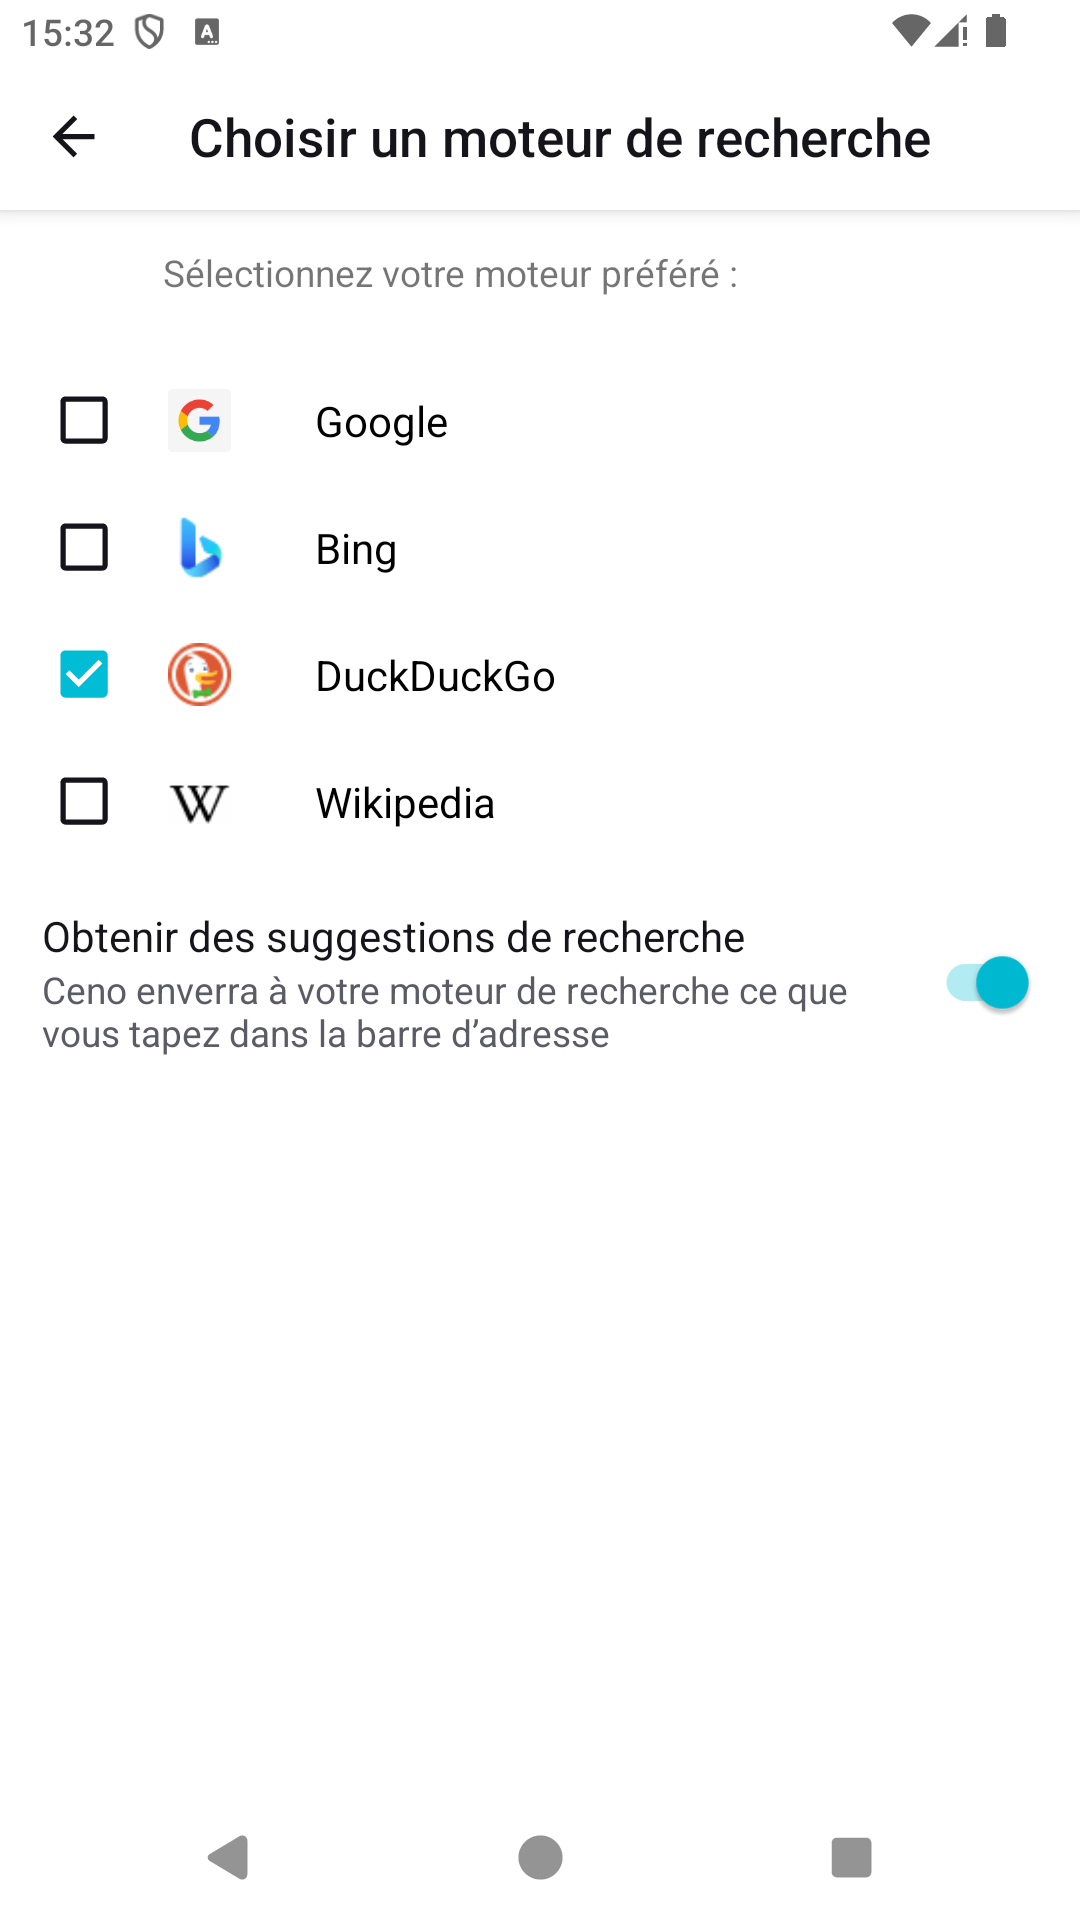 15:32
Choisir un moteur de recherche
Sélectionnez votre moteur préféré :
Google
Bing
DuckDuckGo
Wikipedia
Obtenir des suggestions de recherche
Ceno enverra à votre moteur de recherche ce que
vous tapez dans la barre d’adresse